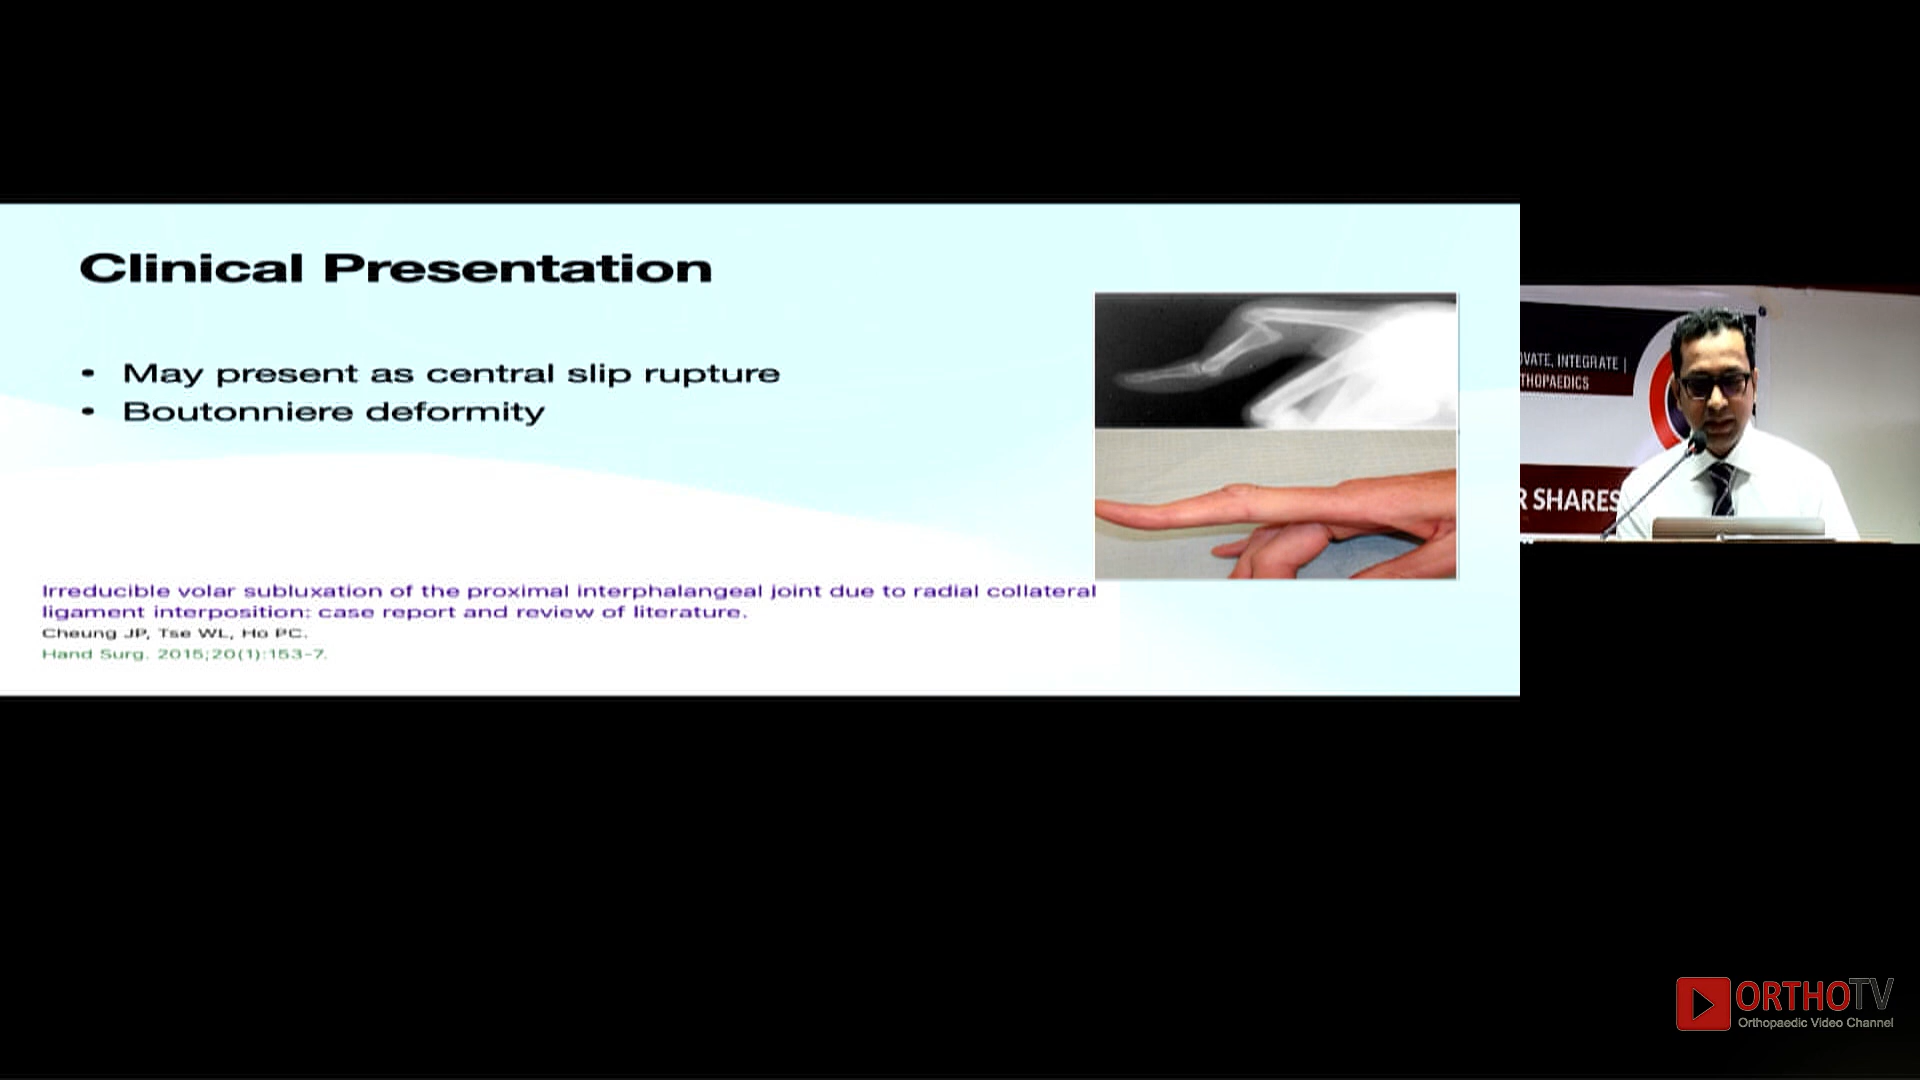 Clinical Presentation
• May present as central slip rupture
• Boutonniere deformity
Irreducible volar subluxation of the proximal interphalangeal joint due to radial collateral
ligament interposition: case report and review of literature.
Cheung JP, Tse WL, Ho PC.
Hand Surg. 2015;20(1):153-7.
OVATE, INTEGRATE |
THOPAEDICS
R SHARES
ORTHOTV
Orthopaedic Video Channel